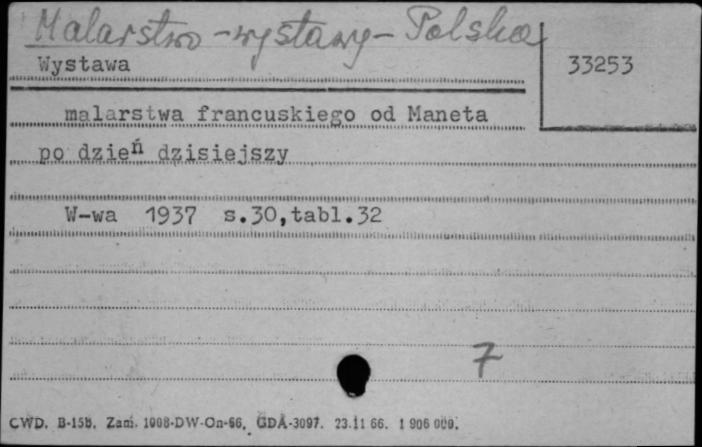 Malarstwo - wystawy - Polska
Wystawa
33253
malarstwa francuskiego od Maneta
po dzień dzisiejszy
W-wa 1937 s.30,tabl.32
7
CWD. B-15b. Zam. 1008-DW-On-66. GDA-3097. 23.11 66. 1 906 000.